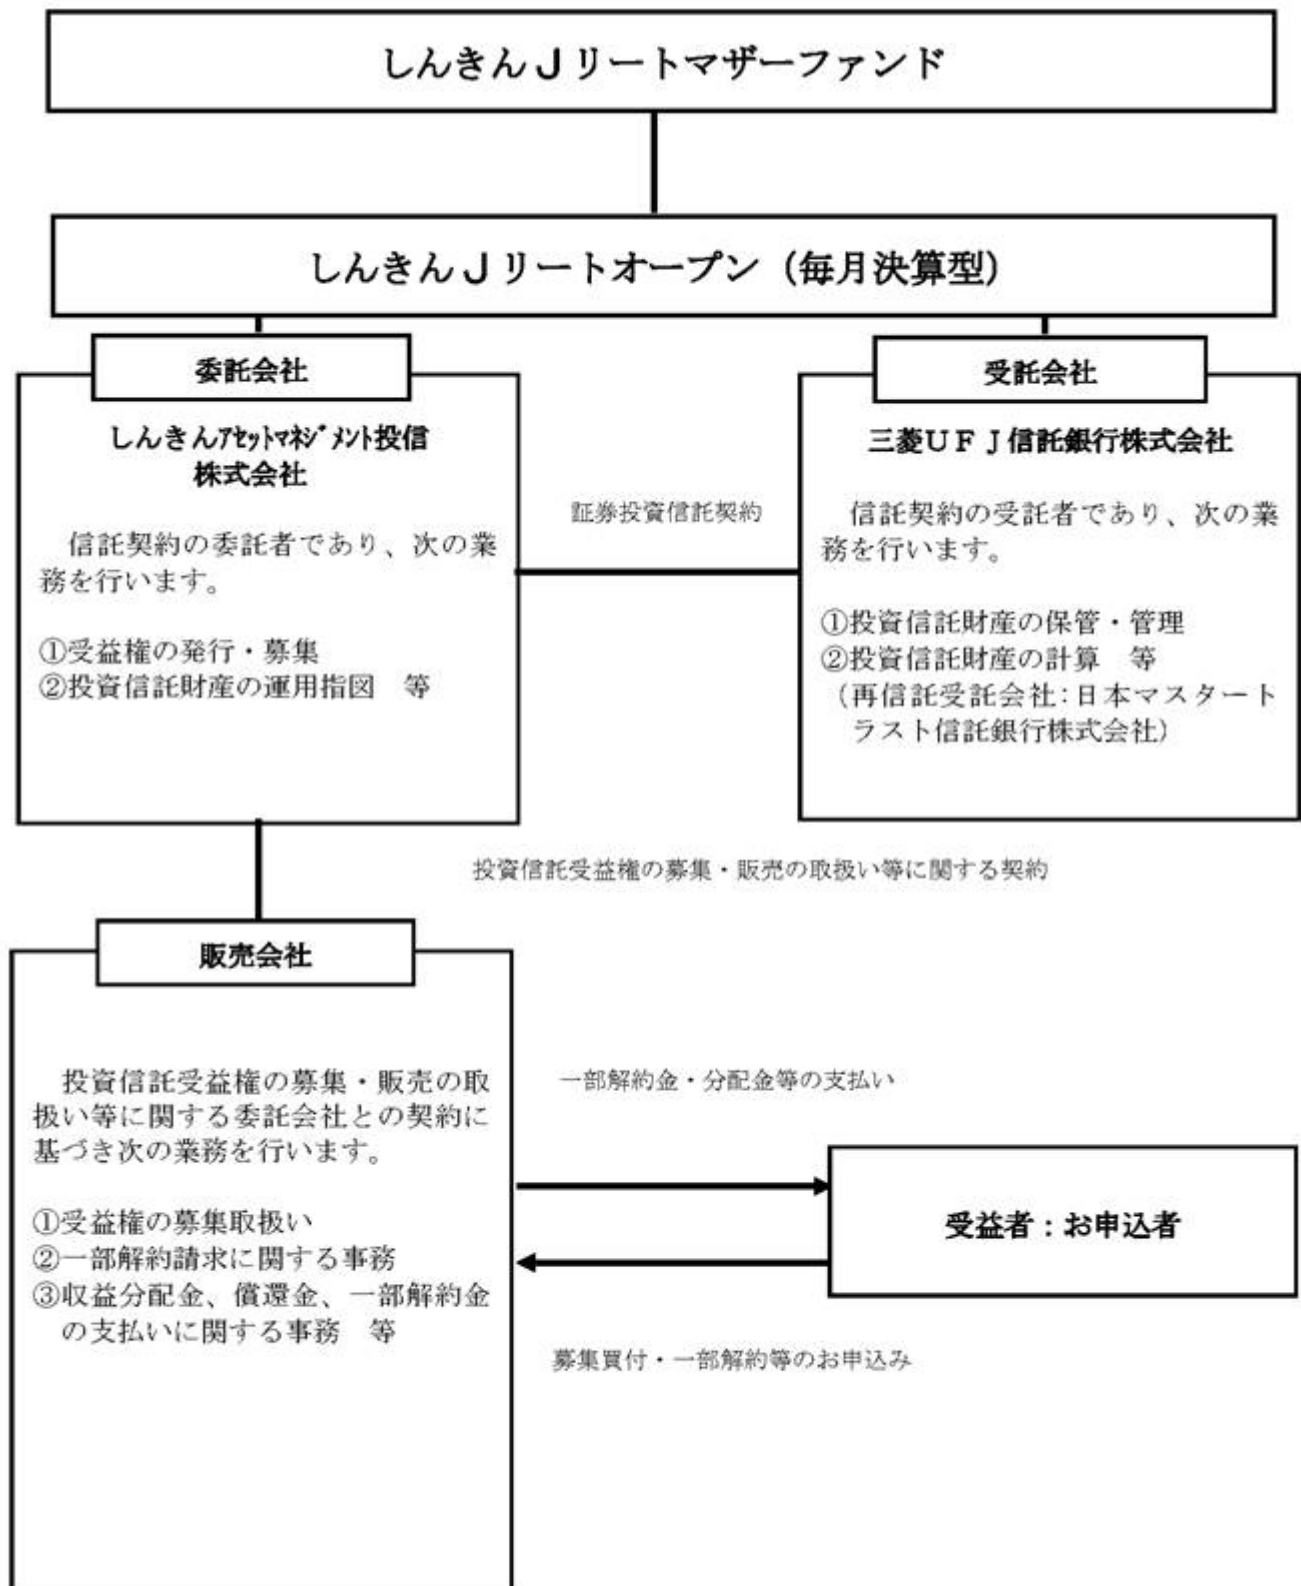 しんきんＪリートマザーファンド
しんきんＪリートオープン（毎月決算型）
委託会社
しんきんｱｾｯﾄﾏﾈｼﾞﾒﾝﾄ投信
株式会社
信託契約の委託者であり、次の業
務を行います。
①受益権の発行・募集
②投資信託財産の運用指図　等
証券投資信託契約
受託会社
三菱ＵＦＪ信託銀行株式会社
信託契約の受託者であり、次の業
務を行います。
①投資信託財産の保管・管理
②投資信託財産の計算　等
（再信託受託会社：日本マスタート
ラスト信託銀行株式会社）
投資信託受益権の募集・販売の取扱い等に関する契約
販売会社
投資信託受益権の募集・販売の取
扱い等に関する委託会社との契約に
基づき次の業務を行います。
①受益権の募集取扱い
②一部解約請求に関する事務
③収益分配金、償還金、一部解約金
の支払いに関する事務　等
一部解約金・分配金等の支払い
受益者：お申込者
募集買付・一部解約等のお申込み